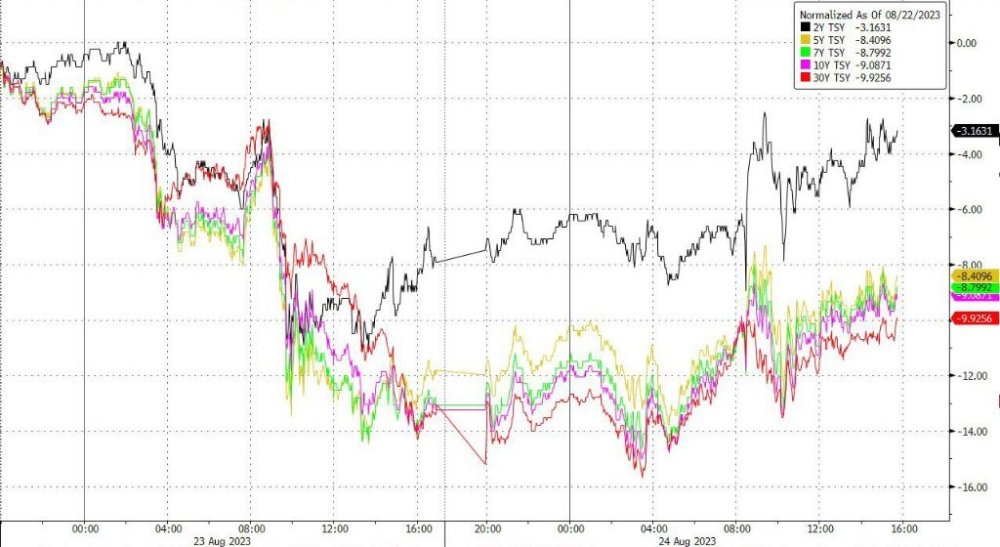 Normalized As Of 08/22/2023
2Y TSY -3.1631
5Y TSY -8.4096
7Y TSY -8.7992
10Y TSY -9.0871
30Y TSY -9.9256
0.00
-2.00
-3.1631
-4.00
-6.00
-8.00
-8.4096
-8.7992
-9.0871
-9.9256
-12.00
-14.00
-16.00
00:00 04:00 08:00 12:00 16:00 20:00 00:00 04:00 08:00 12:00 16:00
23 Aug 2023 24 Aug 2023